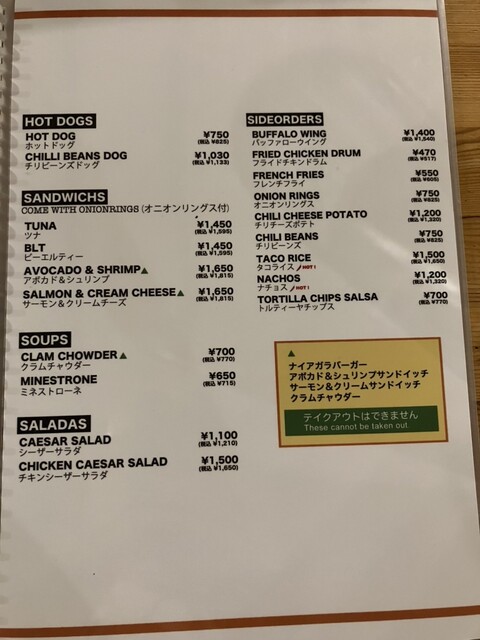 HOT DOGS
HOT DOG ¥750
ホットドッグ (税込 ¥825)
CHILLI BEANS DOG ¥1,030
チリビーンズドッグ (税込 ¥1,133)
SANDWICHS
COME WITH ONIONRINGS (オニオンリングス付)
TUNA ¥1,450
ツナ (税込 ¥1,595)
BLT ¥1,450
ビーエルティー (税込 ¥1,595)
AVOCADO & SHRIMP▲ ¥1,650
アボカド&シュリンプ (税込 ¥1,815)
SALMON & CREAM CHEESE▲ ¥1,650
サーモン&クリームチーズ (税込 ¥1,815)
SOUPS
CLAM CHOWDER▲ ¥700
クラムチャウダー (税込 ¥770)
MINESTRONE ¥650
ミネストローネ (税込 ¥715)
SALADAS
CAESAR SALAD ¥1,100
シーザーサラダ (税込 ¥1,210)
CHICKEN CAESAR SALAD ¥1,500
チキンシーザーサラダ (税込 ¥1,650)
SIDEORDERS
BUFFALO WING ¥1,400
バッファローウイング (税込 ¥1,540)
FRIED CHICKEN DRUM ¥470
フライドチキンドラム (税込 ¥517)
FRENCH FRIES ¥550
フレンチフライ (税込 ¥605)
ONION RINGS ¥750
オニオンリングス (税込 ¥825)
CHILI CHEESE POTATO ¥1,200
チリチーズポテト (税込 ¥1,320)
CHILI BEANS ¥750
チリビーンズ (税込 ¥825)
TACO RICE ¥1,500
タコライス HOT! (税込 ¥1,650)
NACHOS ¥1,200
ナチョス HOT! (税込 ¥1,320)
TORTILLA CHIPS SALSA ¥700
トルティーヤチップス (税込 ¥770)
▲
ナイアガラバーガー
アボカド&シュリンプサンドイッチ
サーモン&クリームサンドイッチ
クラムチャウダー
テイクアウトはできません
These cannot be taken out.